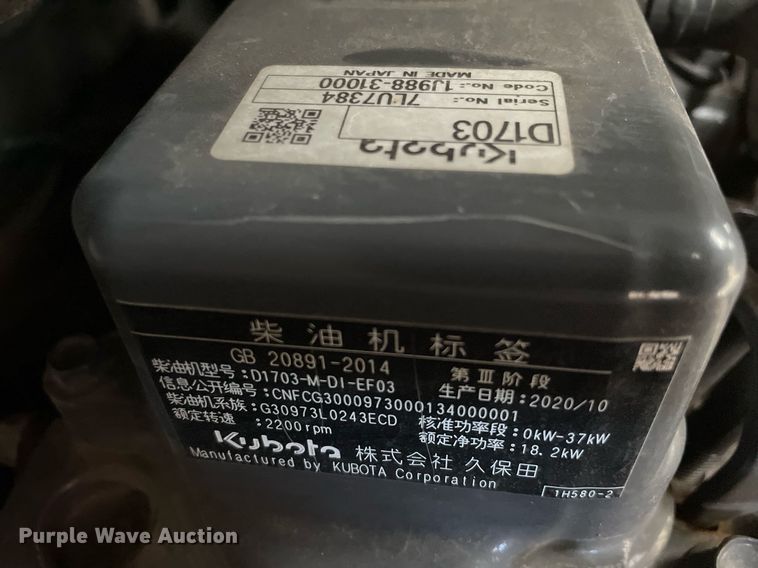 Kubota
D1703
Serial No.: 7LU7384
Code No.: 1J988-31000
MADE IN JAPAN
柴油机标签
GB 20891-2014
第Ⅲ阶段
柴油机型号:D1703-M-DI-EF03
生产日期:2020/10
信息公开编号:CNFCG3000973000134000001
核准功率段:0kW-37kW
柴油机系族:G30973L0243ECD
额定净功率:18.2kW
额定转速:2200rpm
Kubota 株式会社 久保田
Manufactured by KUBOTA Corporation
1H580-2
Purple Wave Auction